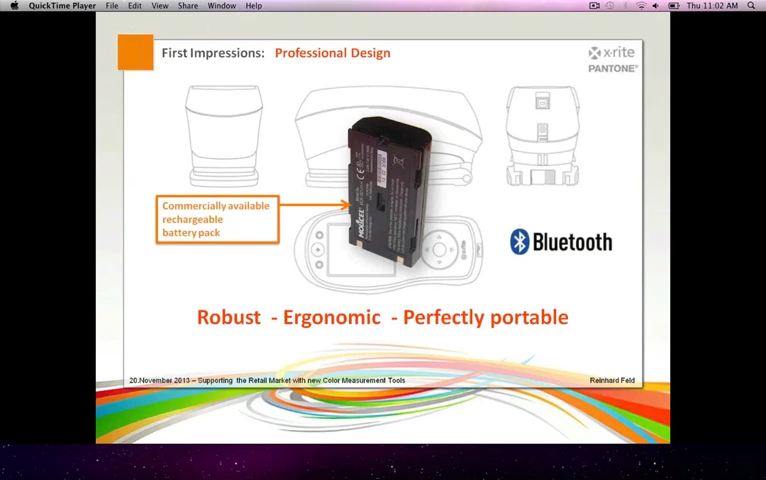 QuickTime Player File Edit View Share Window Help
Thu 11:02 AM
First Impressions: Professional Design
x·rite
PANTONE®
Commercially available
rechargeable
battery pack
MOLICEL
CE
Bluetooth
Robust - Ergonomic - Perfectly portable
20.November 2013 – Supporting the Retail Market with new Color Measurement Tools
Reinhard Feld